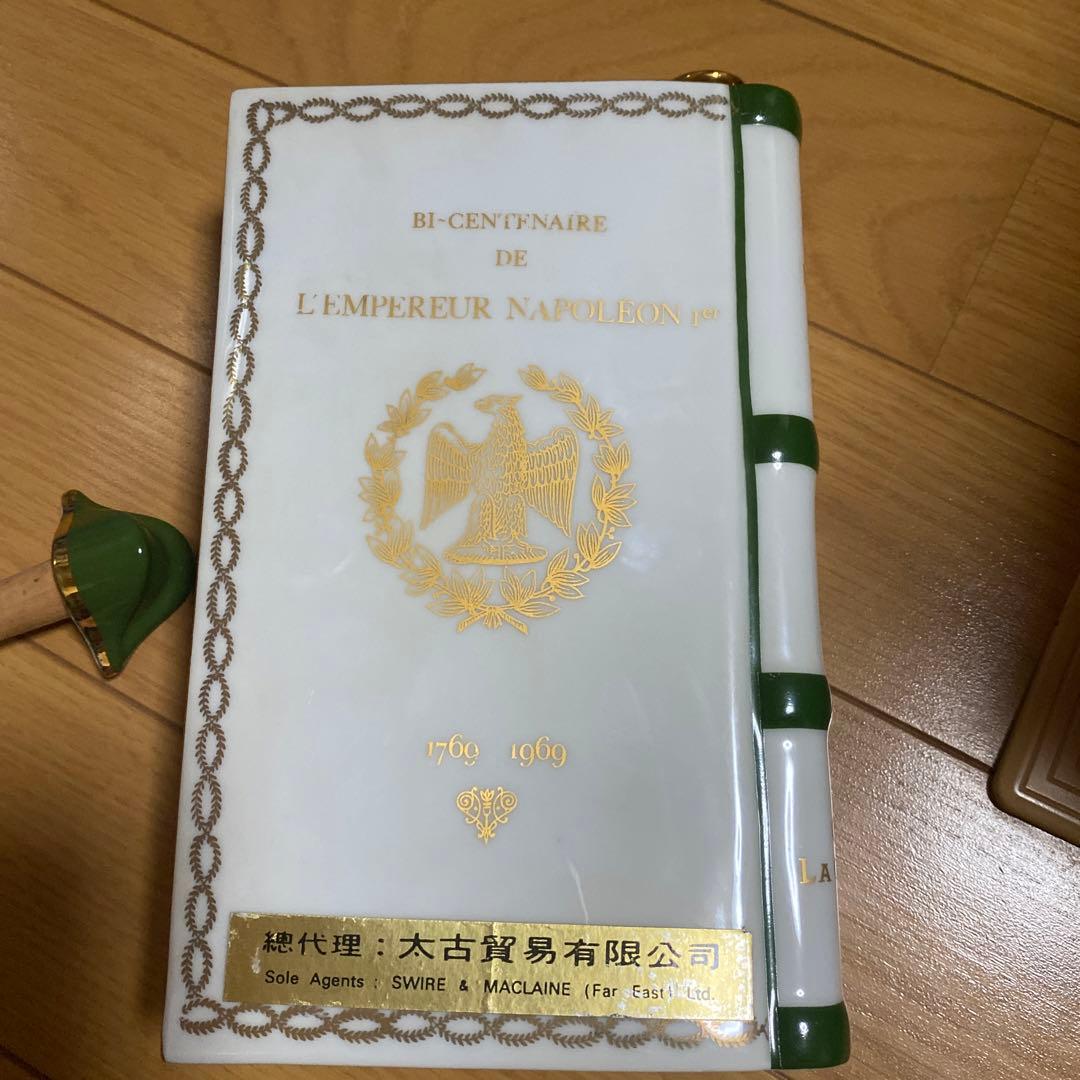 BI-CENTENAIRE
DE
L'EMPEREUR NAPOLÉON 1er
1769 1969
LA
總代理：太古貿易有限公司
Sole Agents : SWIRE & MACLAINE (Far East) Ltd.